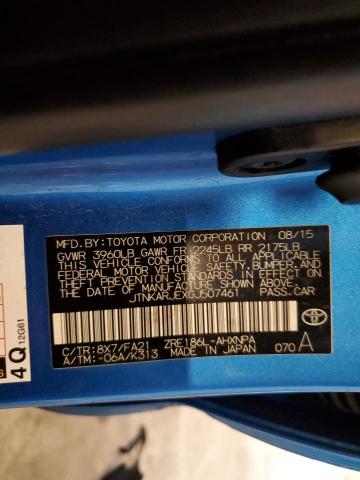 MFD. BY: TOYOTA MOTOR CORPORATION 08/15
GVWR 3960LB GAWR FR 2245LB RR 2175LB
THIS VEHICLE CONFORMS TO ALL APPLICABLE
FEDERAL MOTOR VEHICLE SAFETY, BUMPER, AND
THEFT PREVENTION STANDARDS IN EFFECT ON
THE DATE OF MANUFACTURE SHOWN ABOVE.
JTNKARJEXGJ507461 PASS.CAR
C/TR: 8X7/FA21 ZRE186L-AHXNPA
A/TM: -06A/K313 MADE IN JAPAN 070 A
4 Q 12G61